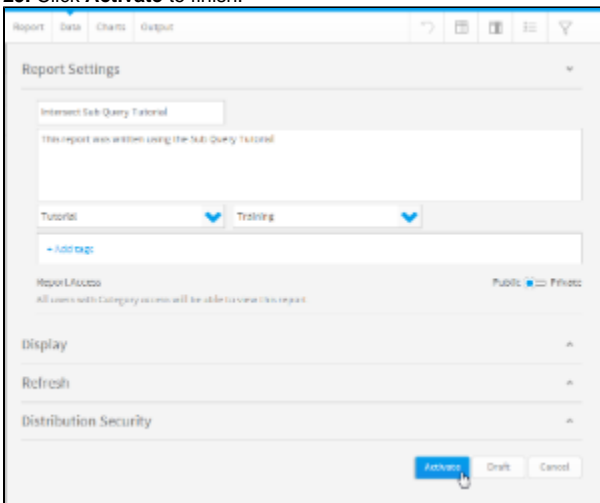 Click Activate to finish.
Report Data Charts Output
Report Settings
Intersect Sub Query Tutorial
This report was written using the Sub Query Tutorial
Tutorial Training
+ Add tags
Report Access Public Private
All users with Category access will be able to view this report.
Display
Refresh
Distribution Security
Activate Draft Cancel